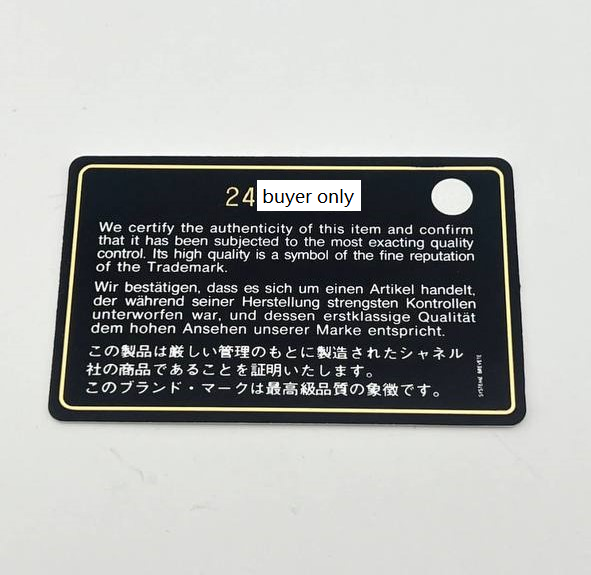 24 buyer only
We certify the authenticity of this item and confirm
that it has been subjected to the most exacting quality
control. Its high quality is a symbol of the fine reputation
of the Trademark.
Wir bestätigen, dass es sich um einen Artikel handelt,
der während seiner Herstellung strengsten Kontrollen
unterworfen war, und dessen erstklassige Qualität
dem hohen Ansehen unserer Marke entspricht.
この製品は厳しい管理のもとに製造されたシャネル
社の商品であることを証明いたします。
このブランド・マークは最高級品質の象徴です。
SYSTEME BREVETE